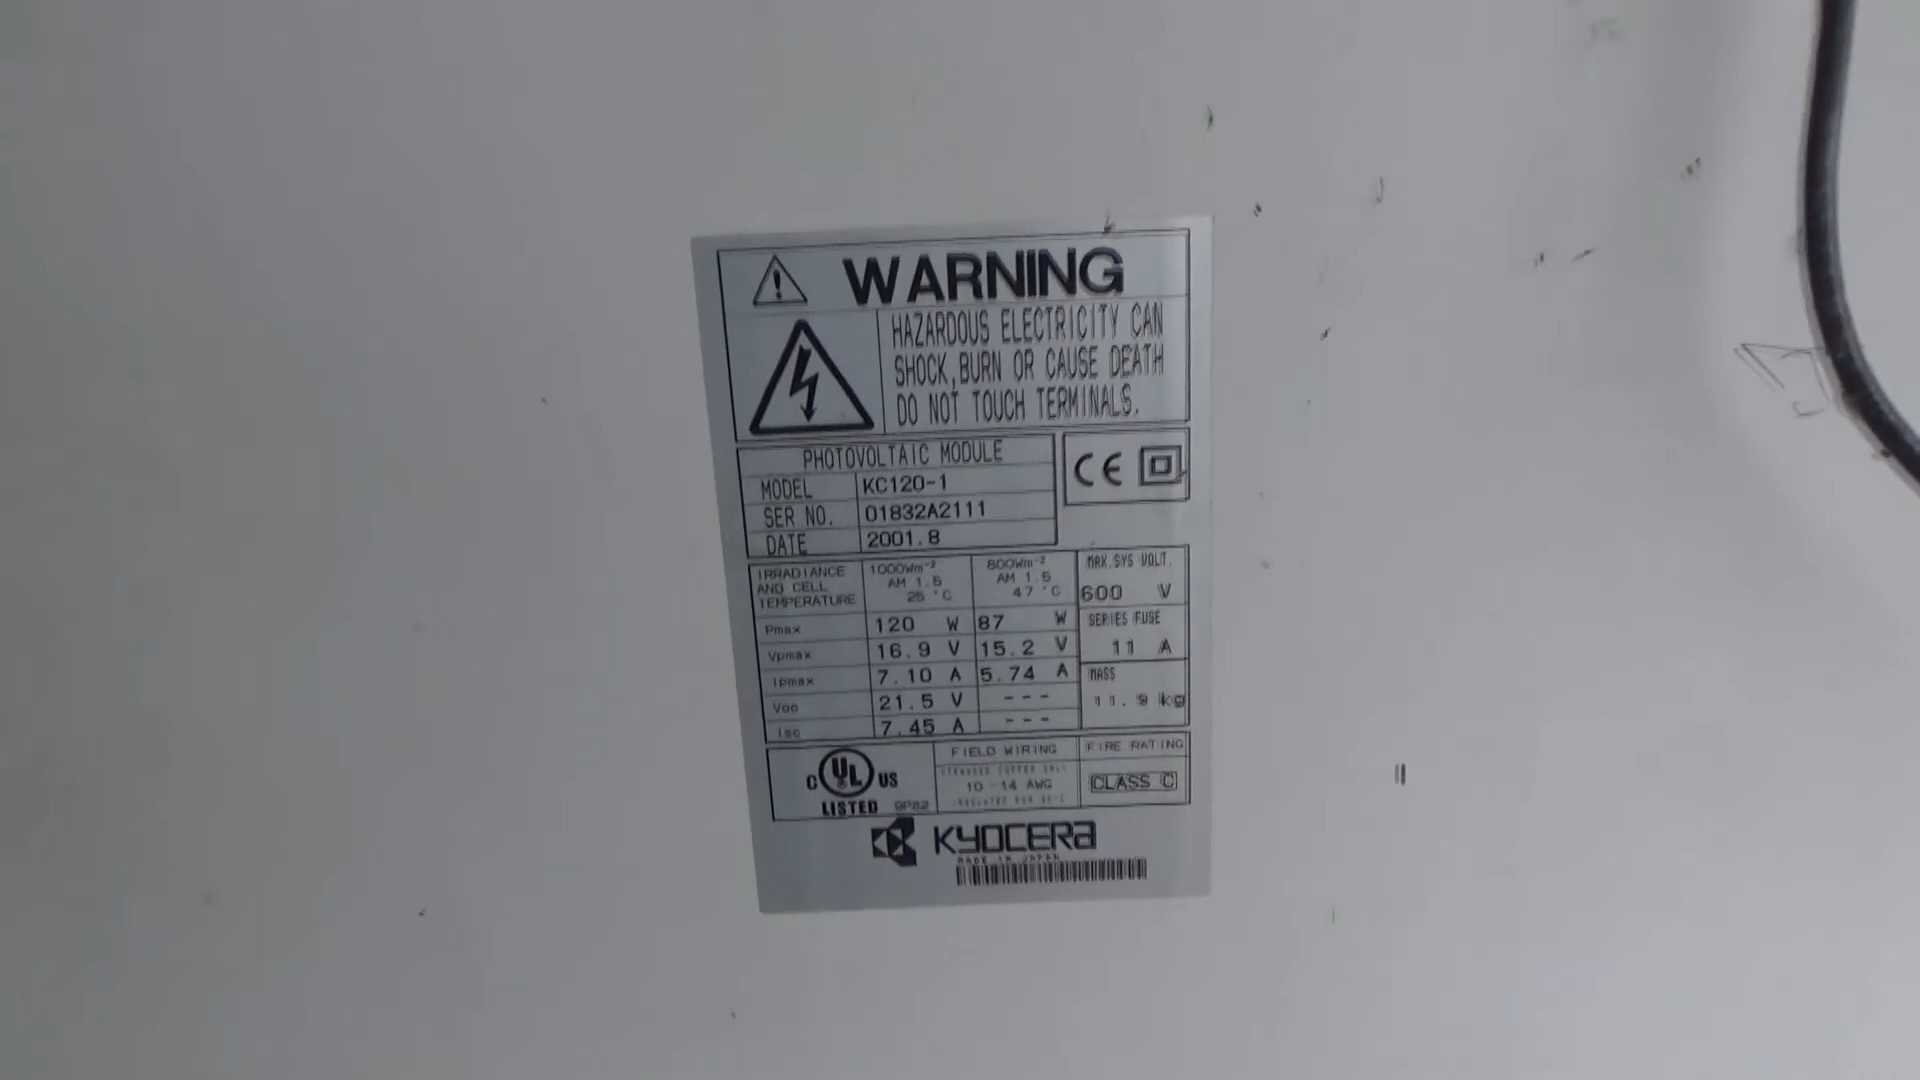 WARNING
HAZARDOUS ELECTRICITY CAN
SHOCK, BURN OR CAUSE DEATH
DO NOT TOUCH TERMINALS.
PHOTOVOLTAIC MODULE
MODEL KC120-1
SER NO. 01832A2111
DATE 2001.8
CE
IRRADIANCE AND CELL TEMPERATURE 1000Wm-2 AM 1.5 25 °C 800Wm-2 AM 1.5 47 °C
Pmax 120 W 87 W
Vpmax 16.9 V 15.2 V
Ipmax 7.10 A 5.74 A
Voc 21.5 V ---
Isc 7.45 A ---
MAX.SYS VOLT.
600 V
SERIES FUSE
11 A
MASS
11.9 kg
C UL US
LISTED 9P82
FIELD WIRING
10-14 AWG
FIRE RATING
CLASS C
KYOCERA
MADE IN JAPAN